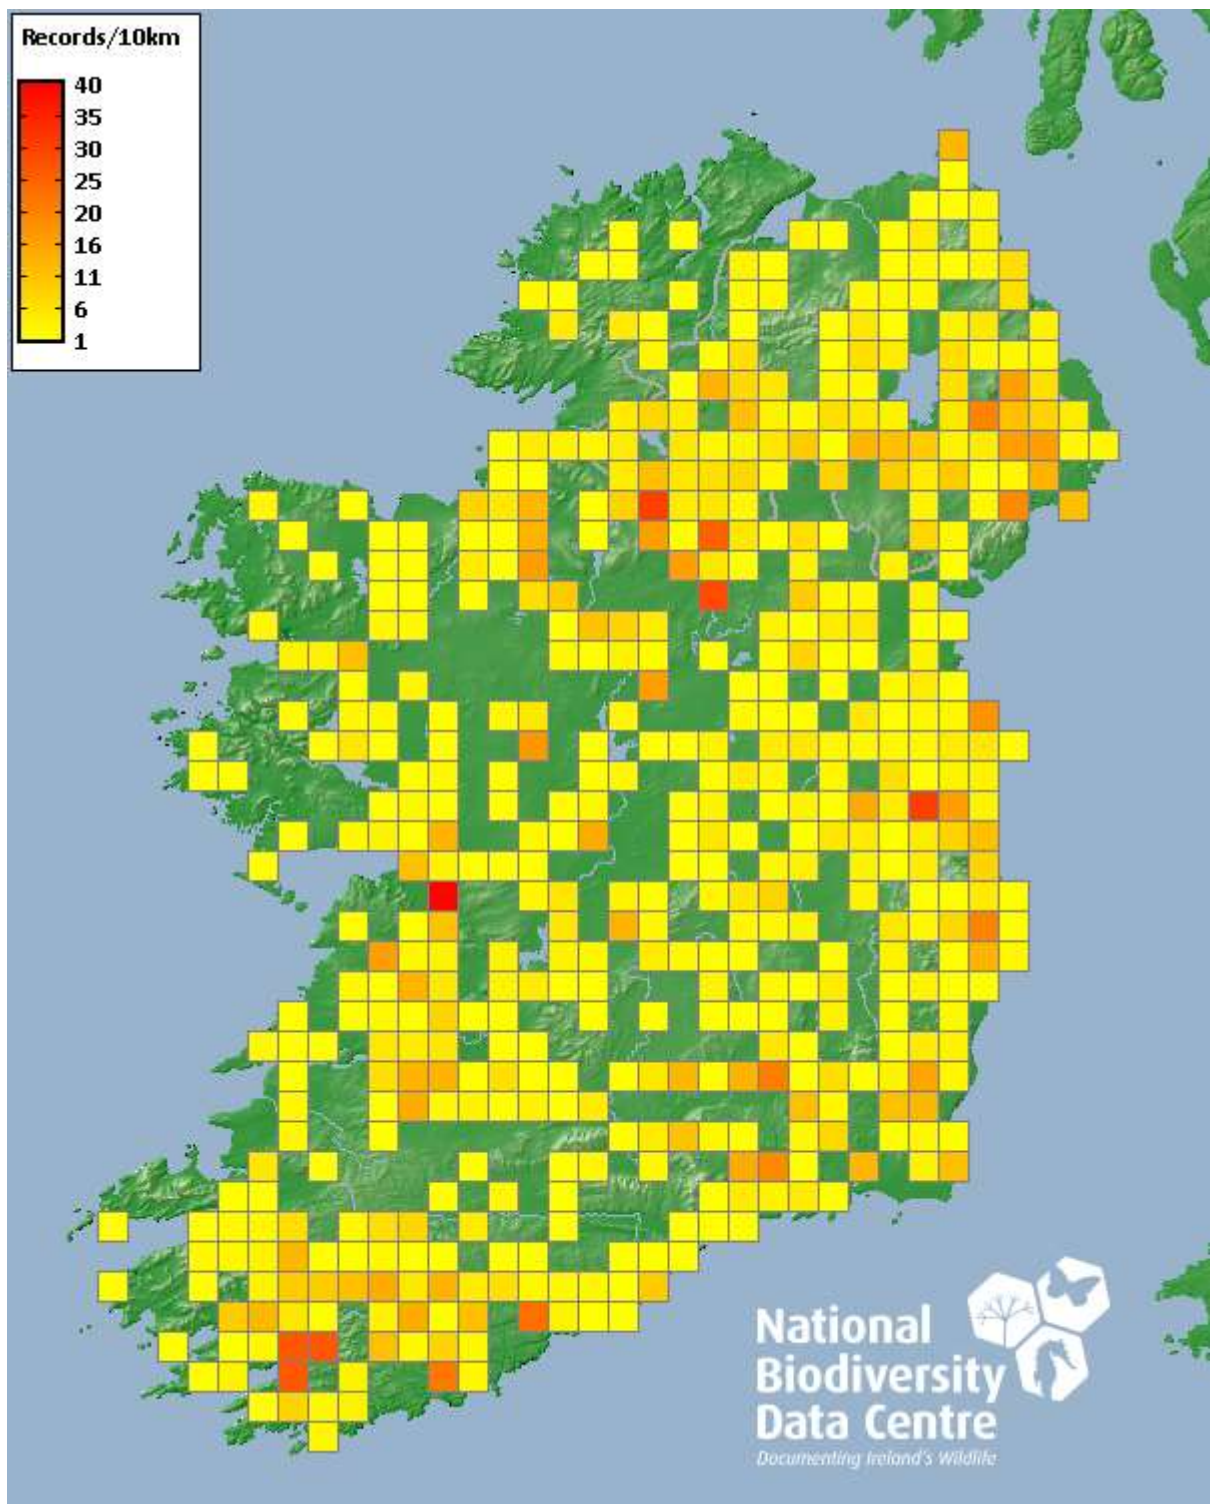 Records/10km
40
35
30
25
20
16
11
6
1
National
Biodiversity
Data Centre
Documenting Ireland's Wildlife